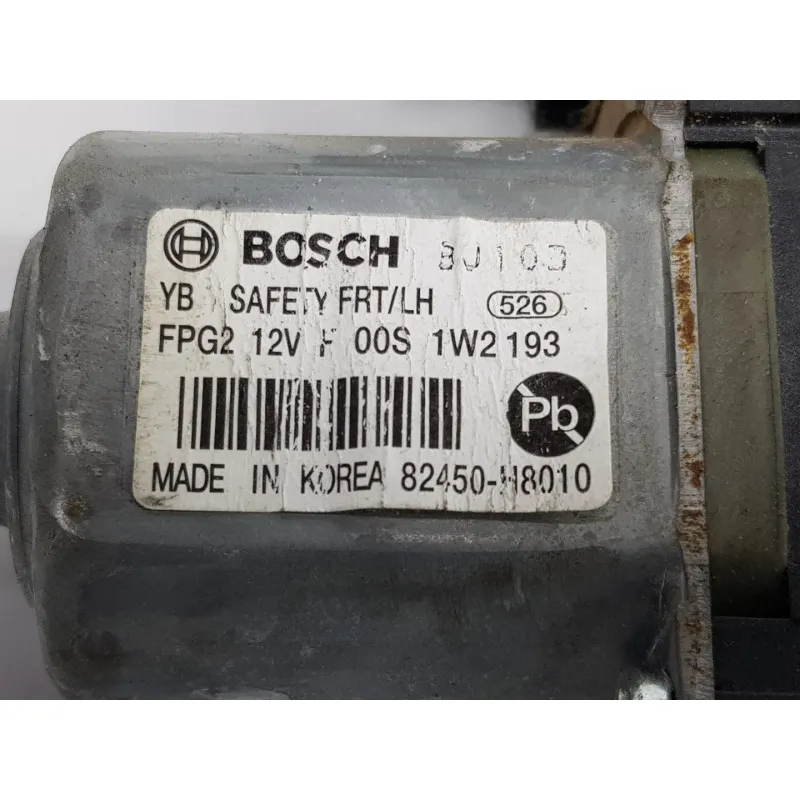 BOSCH 8J103
YB SAFETY FRT/LH 526
FPG2 12V F 00S 1W2 193
Pb
MADE IN KOREA 82450-H8010